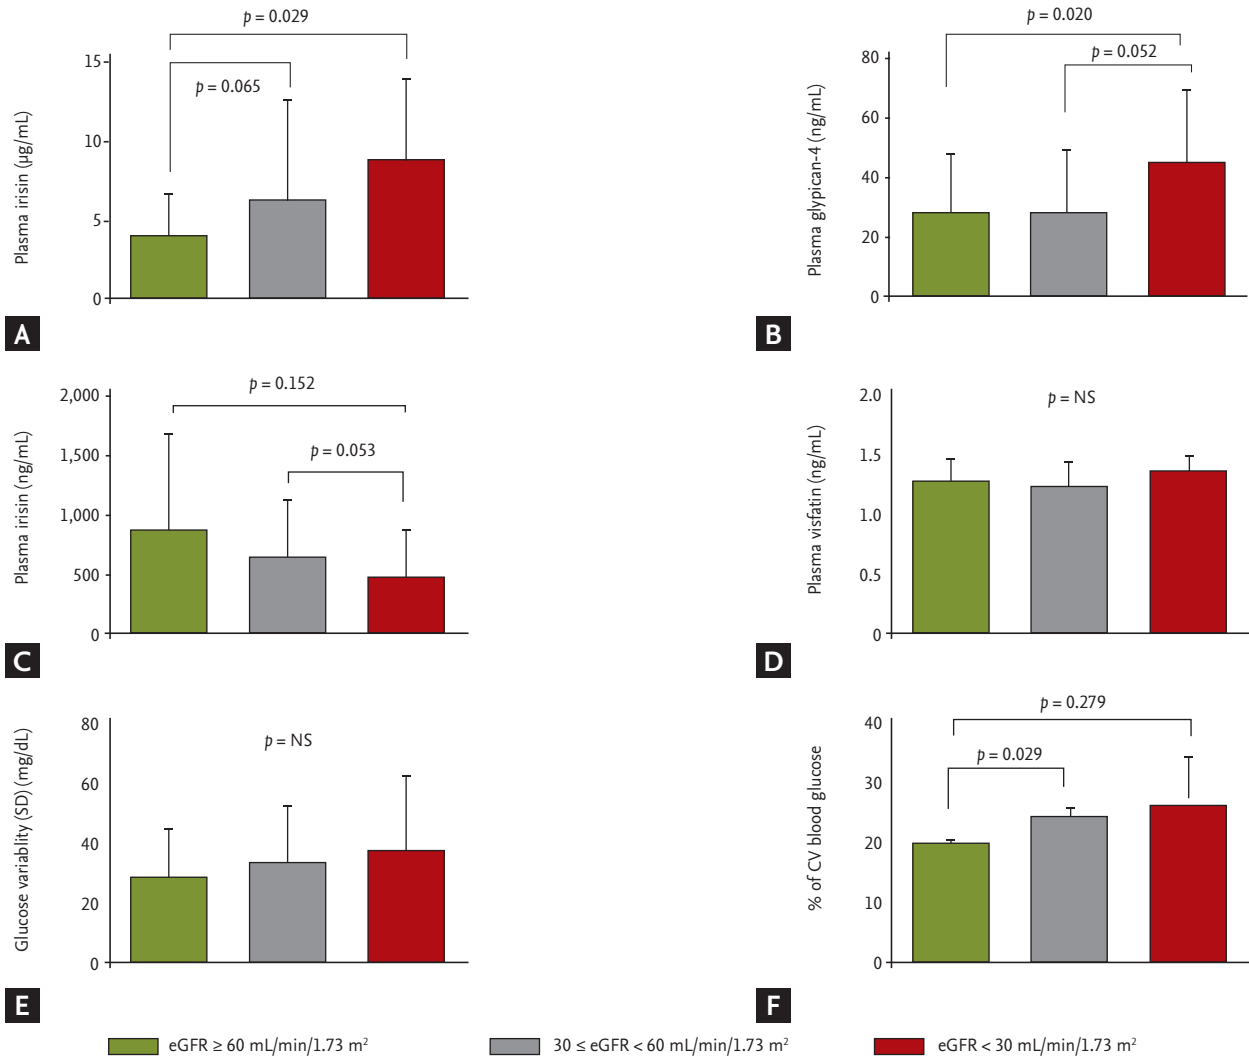 p = 0.029
p = 0.065
15
10
5
0
Plasma irisin (μg/mL)
A
p = 0.020
p = 0.052
80
60
40
20
0
Plasma glypican-4 (ng/mL)
B
p = 0.152
p = 0.053
2,000
1,500
1,000
500
0
Plasma irisin (ng/mL)
C
p = NS
2.0
1.5
1.0
0.5
0
Plasma visfatin (ng/mL)
D
p = NS
80
60
40
20
0
Glucose variablity (SD) (mg/dL)
E
p = 0.279
p = 0.029
40
30
20
10
0
% of CV blood glucose
F
eGFR ≥ 60 mL/min/1.73 m²
30 ≤ eGFR < 60 mL/min/1.73 m²
eGFR < 30 mL/min/1.73 m²